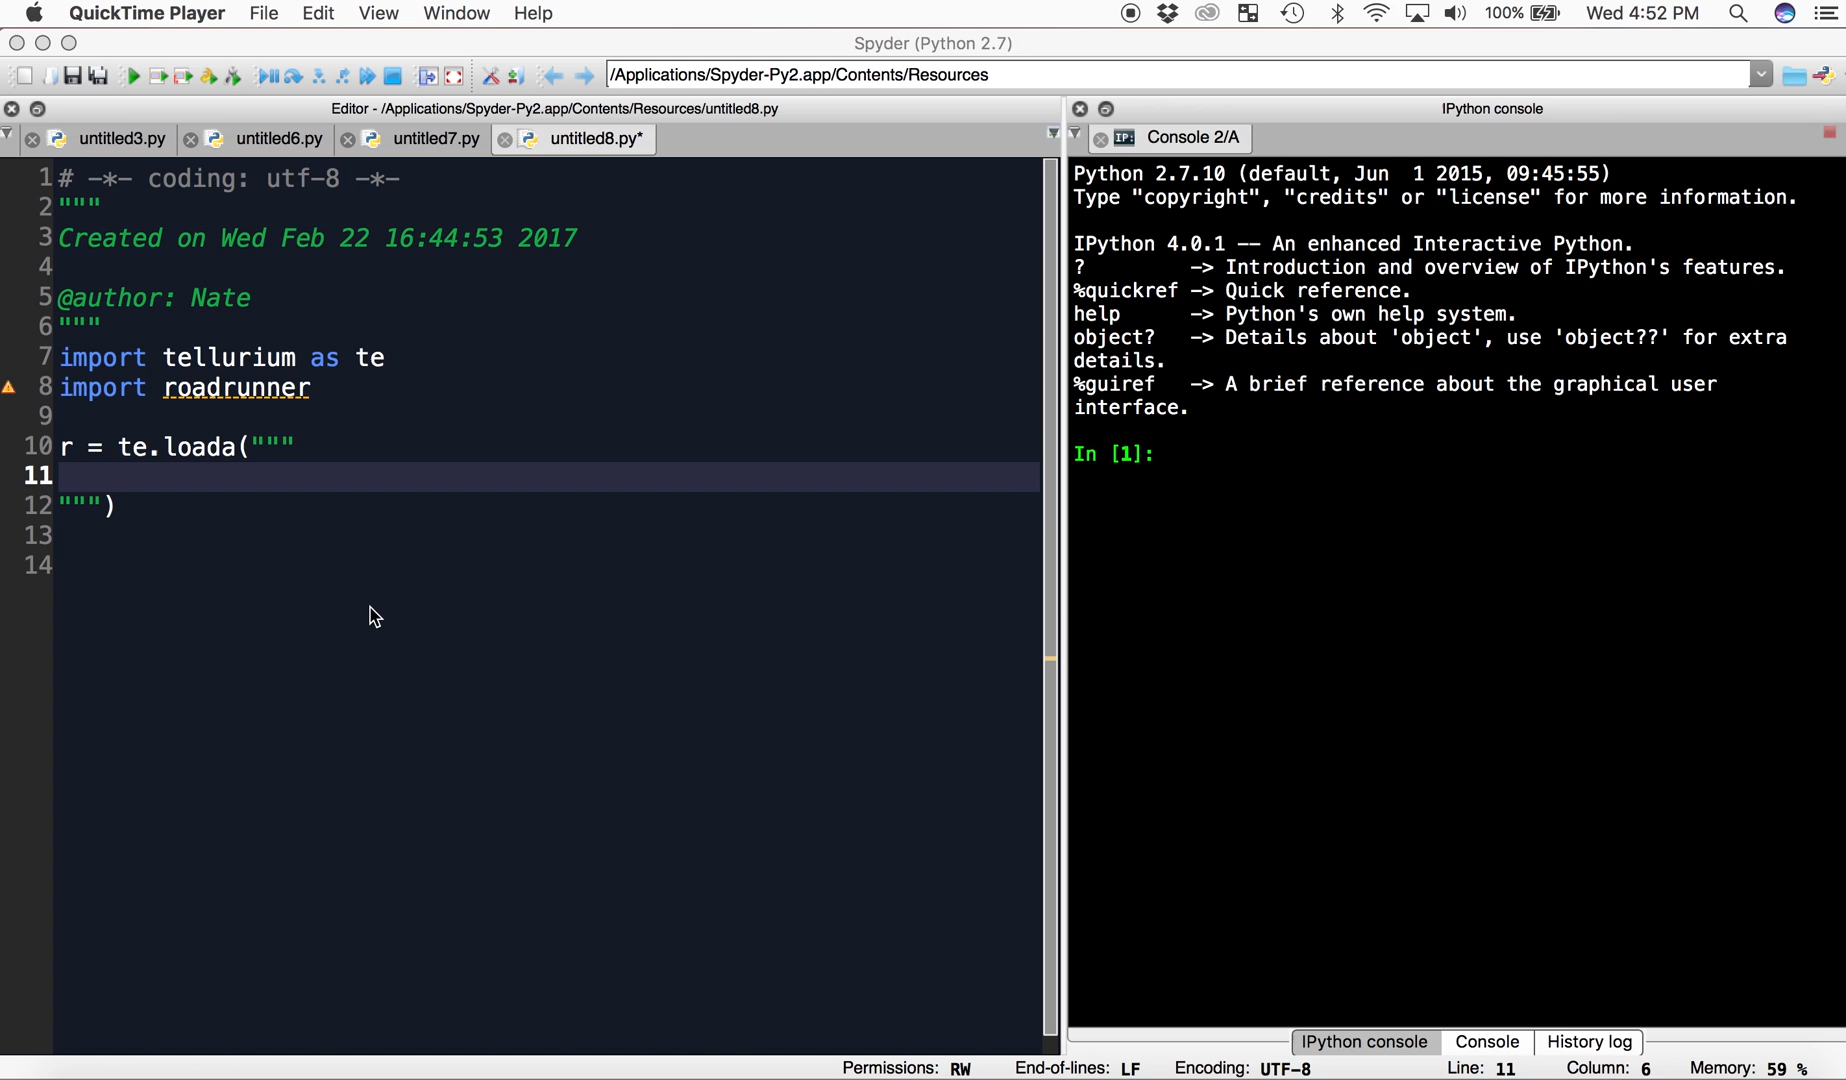 QuickTime Player File Edit View Window Help 100% Wed 4:52 PM
Spyder (Python 2.7)
/Applications/Spyder-Py2.app/Contents/Resources
Editor - /Applications/Spyder-Py2.app/Contents/Resources/untitled8.py
untitled3.py untitled6.py untitled7.py untitled8.py*
1 # -*- coding: utf-8 -*-
2 """
3 Created on Wed Feb 22 16:44:53 2017
4
5 @author: Nate
6 """
7 import tellurium as te
8 import roadrunner
9
10 r = te.loada("""
11
12 """)
13
14
IPython console
IP: Console 2/A
Python 2.7.10 (default, Jun  1 2015, 09:45:55)
Type "copyright", "credits" or "license" for more information.
IPython 4.0.1 -- An enhanced Interactive Python.
?         -> Introduction and overview of IPython's features.
%quickref -> Quick reference.
help      -> Python's own help system.
object?   -> Details about 'object', use 'object??' for extra
details.
%guiref   -> A brief reference about the graphical user
interface.
In [1]:
IPython console Console History log
Permissions: RW End-of-lines: LF Encoding: UTF-8 Line: 11 Column: 6 Memory: 59 %